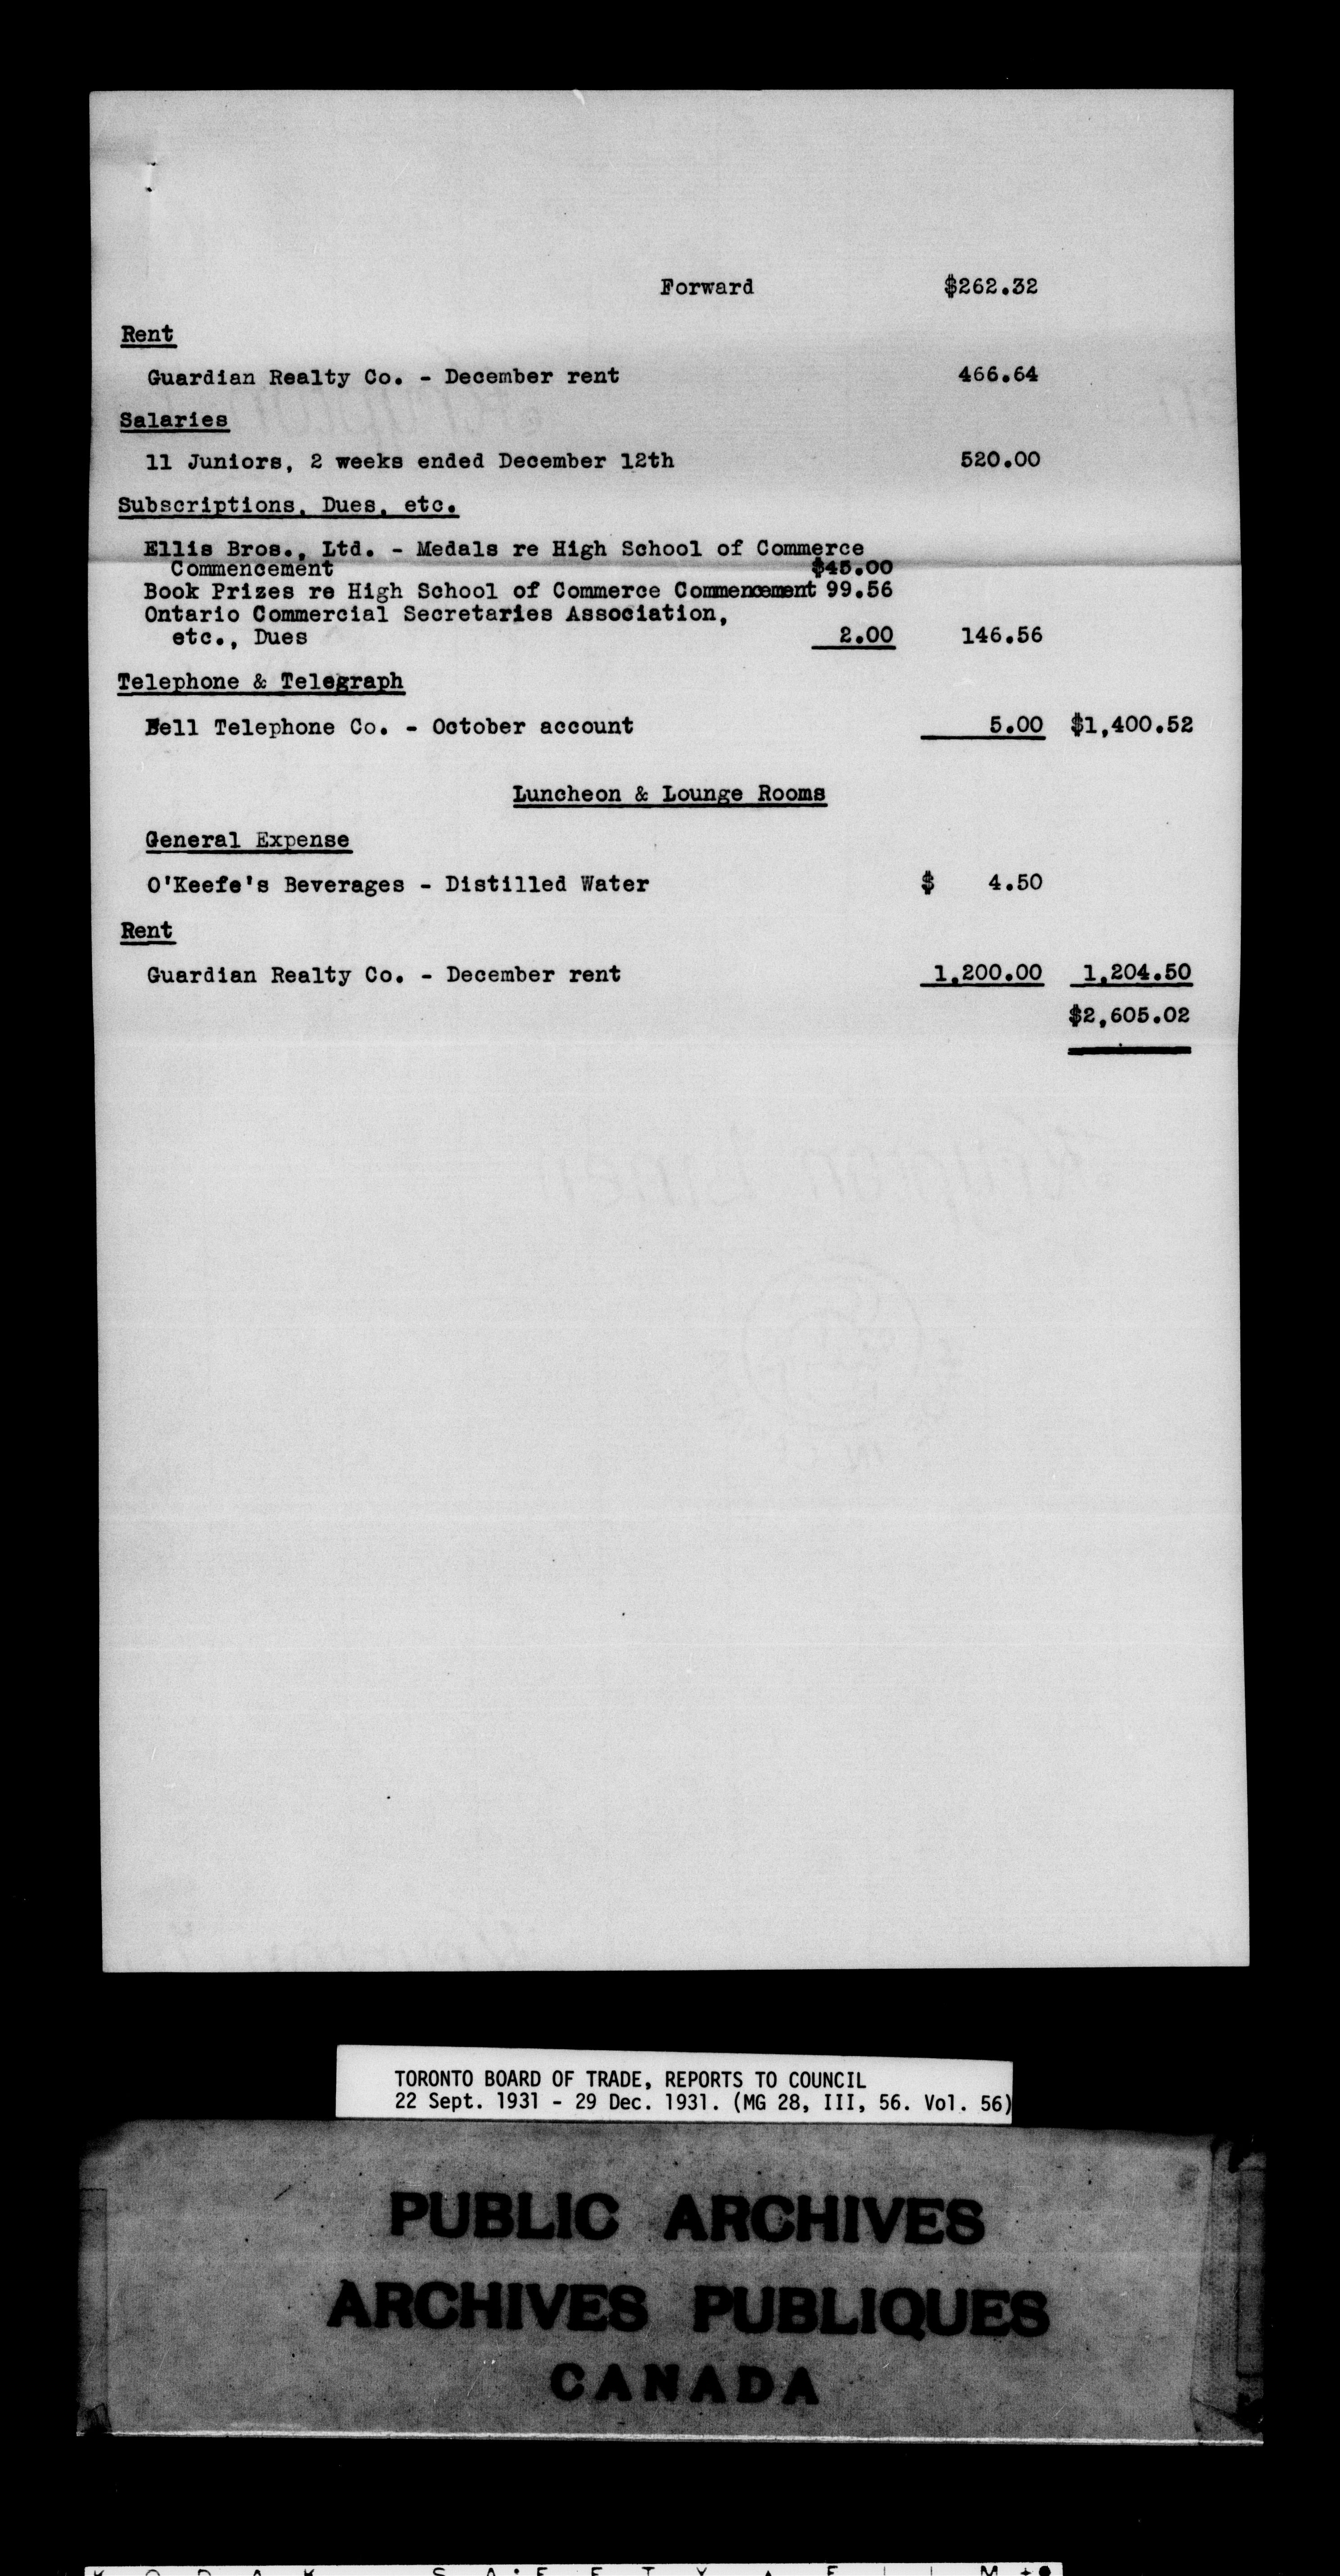 Forward $262.32
Rent
Guardian Realty Co. - December rent 466.64
Salaries
11 Juniors, 2 weeks ended December 12th 520.00
Subscriptions, Dues, etc.
Ellis Bros., Ltd. - Medals re High School of Commerce
Commencement $45.00
Book Prizes re High School of Commerce Commencement 99.56
Ontario Commercial Secretaries Association,
etc., Dues 2.00 146.56
Telephone & Telegraph
Bell Telephone Co. - October account 5.00 $1,400.52
Luncheon & Lounge Rooms
General Expense
O'Keefe's Beverages - Distilled Water $ 4.50
Rent
Guardian Realty Co. - December rent 1,200.00 1,204.50
$2,605.02
TORONTO BOARD OF TRADE, REPORTS TO COUNCIL
22 Sept. 1931 - 29 Dec. 1931. (MG 28, III, 56. Vol. 56)
PUBLIC ARCHIVES
ARCHIVES PUBLIQUES
CANADA